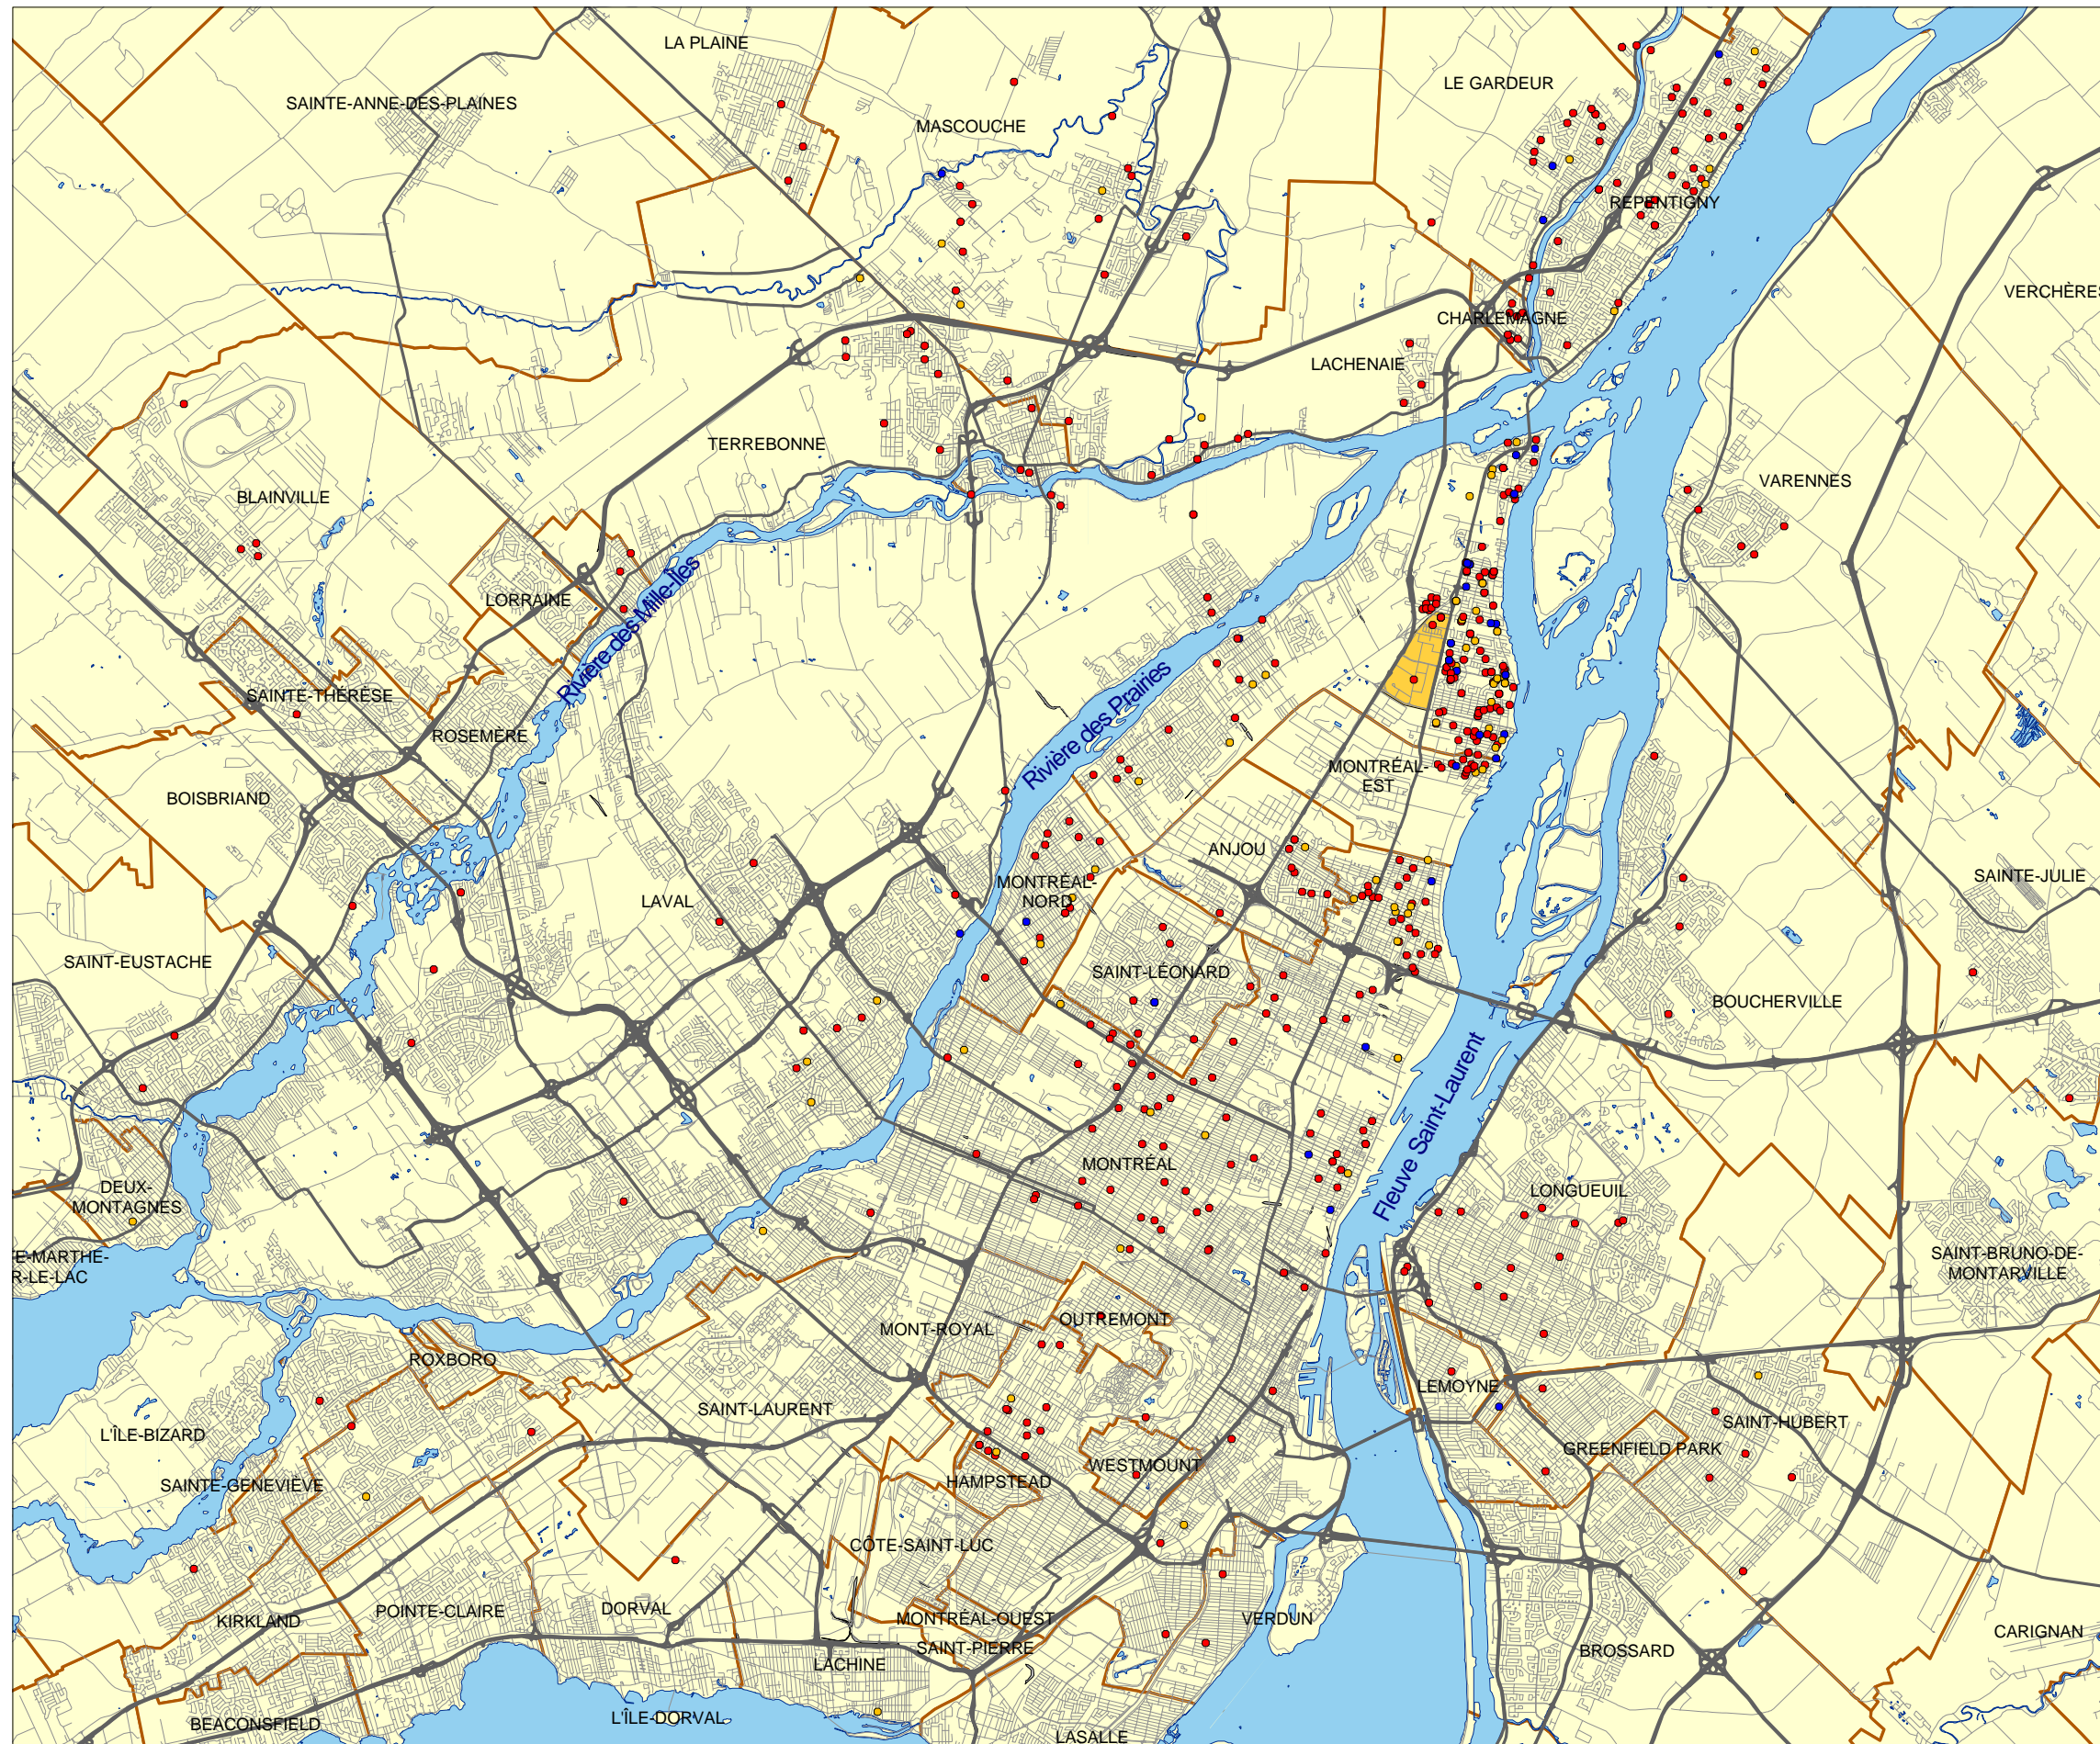 LA PLAINE
LE GARDEUR
SAINTE-ANNE-DES-PLAINES
MASCOUCHE
REPENTIGNY
VERCHÈRES
CHARLEMAGNE
LACHENAIE
TERREBONNE
VARENNES
BLAINVILLE
LORRAINE
Rivière des Mille-Îles
SAINTE-THÉRÈSE
Rivière des Prairies
ROSEMÈRE
MONTRÉAL-
EST
BOISBRIAND
ANJOU
SAINTE-JULIE
MONTRÉAL-
NORD
LAVAL
SAINT-EUSTACHE
SAINT-LÉONARD
BOUCHERVILLE
Fleuve Saint-Laurent
MONTRÉAL
DEUX-
MONTAGNES
LONGUEUIL
E-MARTHE-
R-LE-LAC
SAINT-BRUNO-DE-
MONTARVILLE
OUTREMONT
MONT-ROYAL
ROXBORO
LEMOYNE
SAINT-LAURENT
SAINT-HUBERT
L'ÎLE-BIZARD
GREENFIELD PARK
WESTMOUNT
HAMPSTEAD
SAINTE-GENEVIÈVE
CÔTE-SAINT-LUC
DORVAL
POINTE-CLAIRE
KIRKLAND
MONTRÉAL-OUEST
VERDUN
CARIGNAN
SAINT-PIERRE
BROSSARD
LACHINE
L'ÎLE-DORVAL
BEACONSFIELD
LASALLE